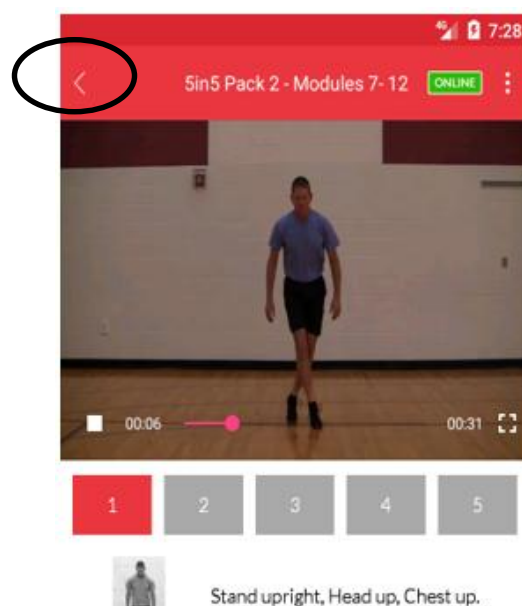 4G 7:28
5in5 Pack 2 - Modules 7- 12 ONLINE
00:06 00:31
1 2 3 4 5
Stand upright, Head up, Chest up.